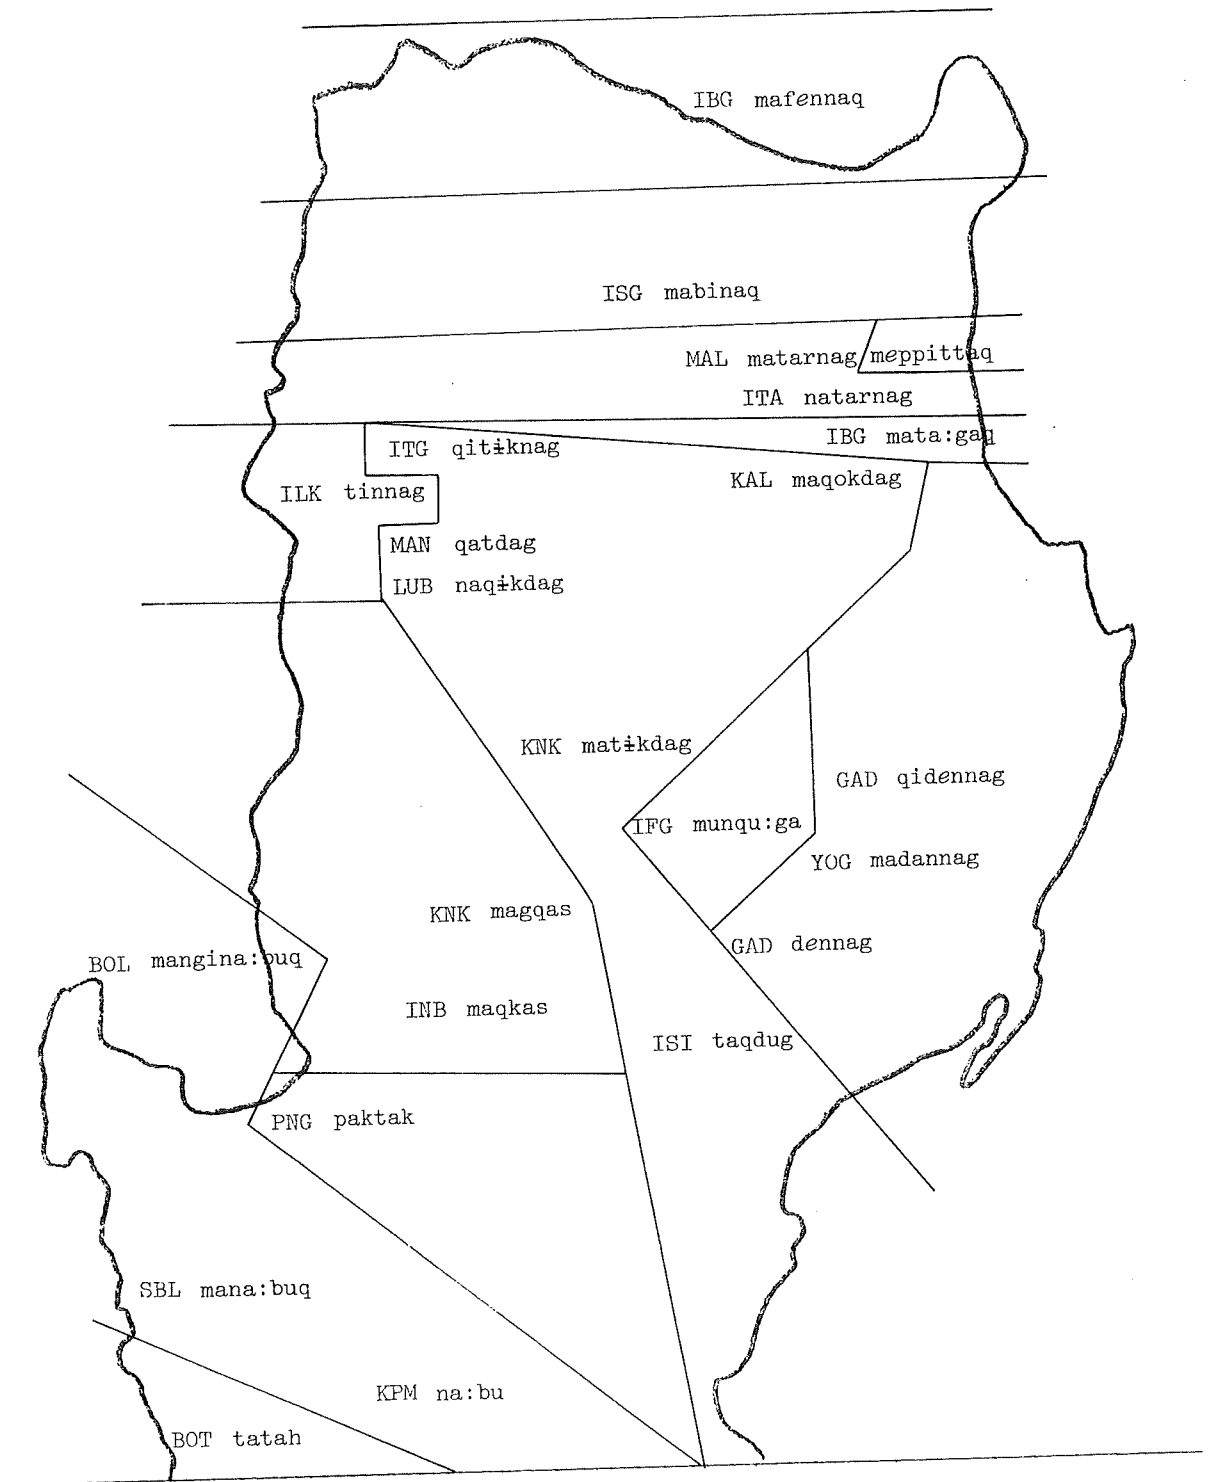 IBG mafennaq
ISG mabinaq
MAL matarnag/meppittaq
ITA natarnag
IBG mata:gaq
ITG qitɨknag
KAL maqokdag
ILK tinnag
MAN qatdag
LUB naqɨkdag
KNK matɨkdag
GAD qidennag
IFG munqu:ga
YOG madannag
KNK magqas
GAD dennag
BOL mangina:buq
INB maqkas
ISI taqdug
PNG paktak
SBL mana:buq
KPM na:bu
BOT tatah